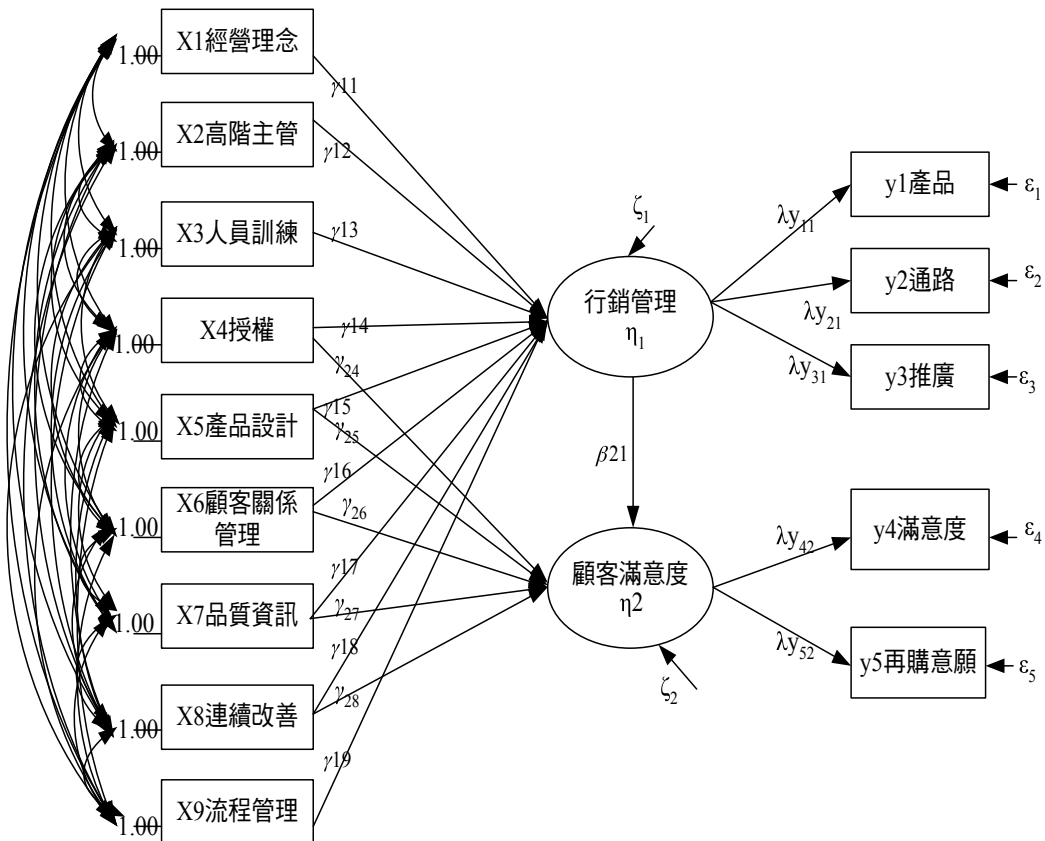 1.00
X1經營理念
γ11
1.00
X2高階主管
γ12
1.00
X3人員訓練
γ13
1.00
X4授權
γ14
γ24
1.00
X5產品設計
γ15
γ25
1.00
X6顧客關係
管理
γ16
γ26
1.00
X7品質資訊
γ17
γ27
1.00
X8連續改善
γ18
γ28
1.00
X9流程管理
γ19
ζ1
行銷管理
η1
β21
顧客滿意度
η2
ζ2
λy11
y1產品
ε1
λy21
y2通路
ε2
λy31
y3推廣
ε3
λy42
y4滿意度
ε4
λy52
y5再購意願
ε5